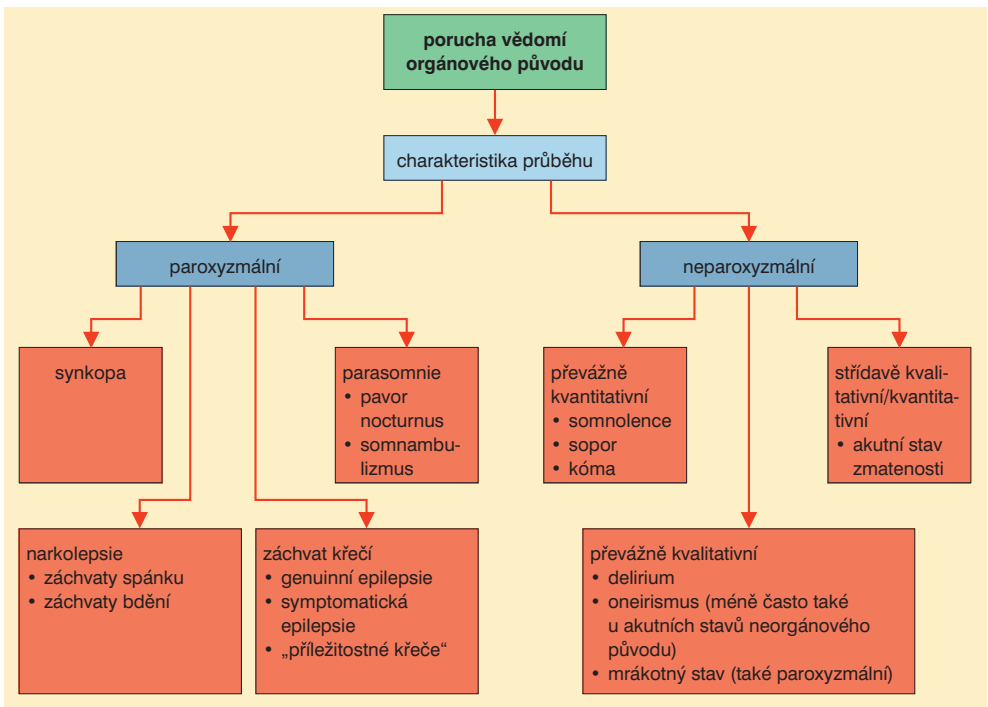 porucha vědomí
orgánového původu
charakteristika průběhu
paroxyzmální
neparoxyzmální
synkopa
parasomnie
• pavor
nocturnus
• somnambu-
lizmus
převážně
kvantitativní
• somnolence
• sopor
• kóma
střídavě kvali-
tativní/kvantita-
tivní
• akutní stav
zmatenosti
narkolepsie
• záchvaty spánku
• záchvaty bdění
záchvat křečí
• genuinní epilepsie
• symptomatická
epilepsie
• „příležitostné křeče“
převážně kvalitativní
• delirium
• oneirismus (méně často také
u akutních stavů neorgánového
původu)
• mrákotný stav (také paroxyzmální)